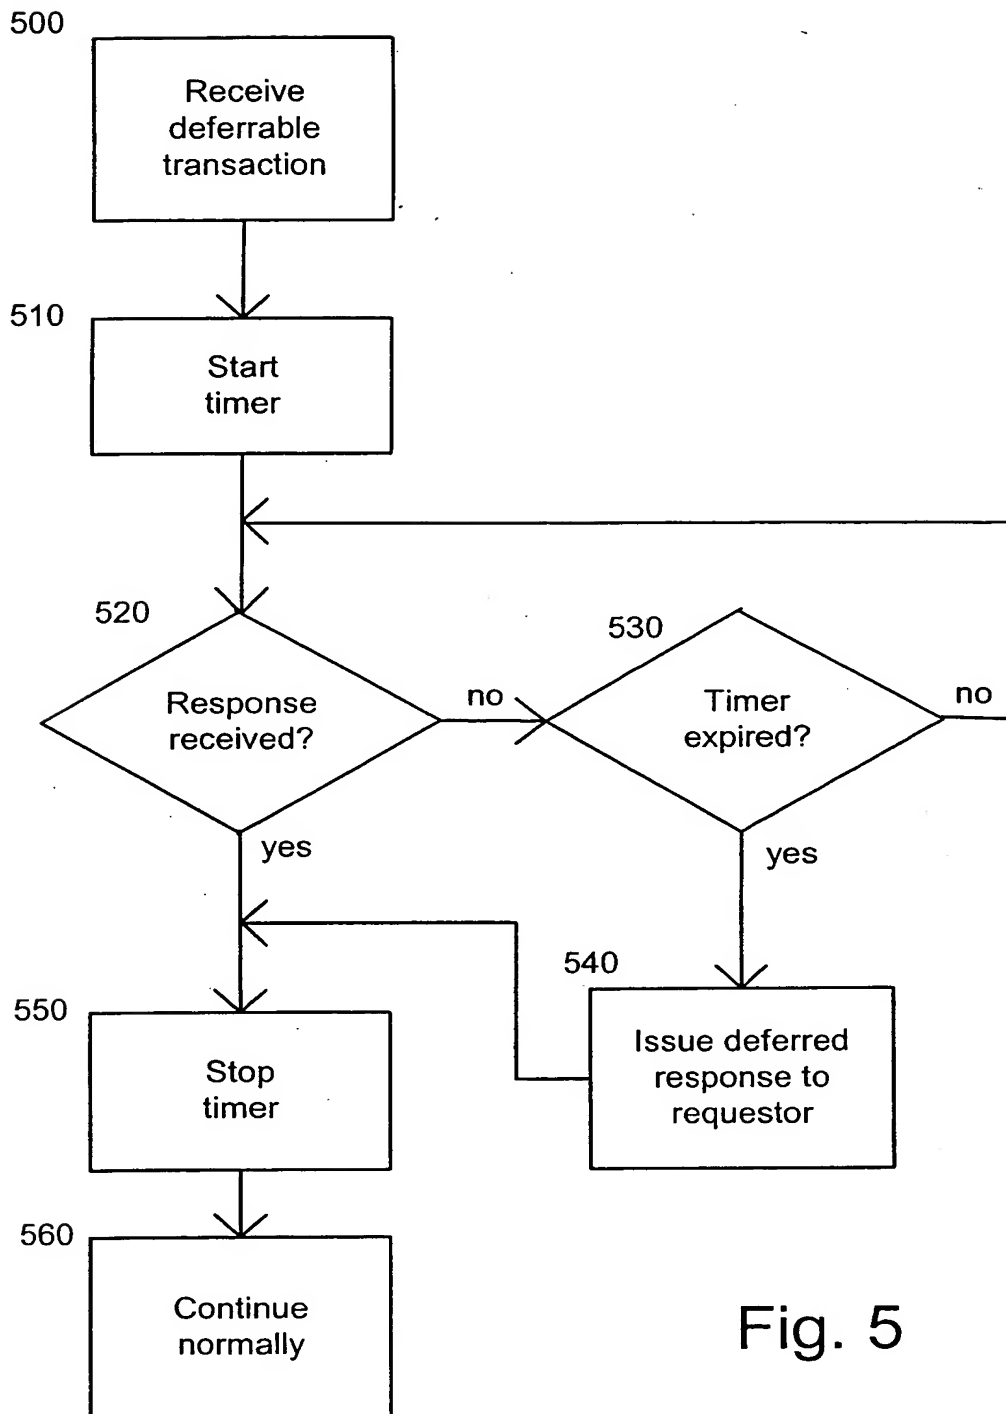 500
Receive
deferrable
transaction
510
Start
timer
520
Response
received?
no
530
Timer
expired?
no
yes
yes
540
Issue deferred
response to
requestor
550
Stop
timer
560
Continue
normally
Fig. 5